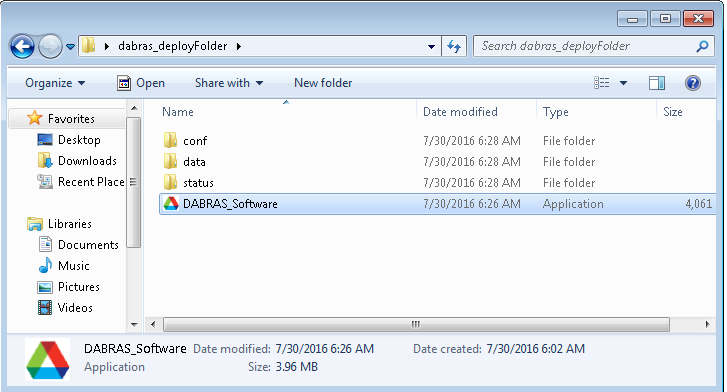 dabras_deployFolder
Search dabras_deployFolder
Organize Open Share with New folder
Favorites
Desktop
Downloads
Recent Place
Libraries
Documents
Music
Pictures
Videos
Name Date modified Type Size
conf 7/30/2016 6:28 AM File folder
data 7/30/2016 6:28 AM File folder
status 7/30/2016 6:28 AM File folder
DABRAS_Software 7/30/2016 6:26 AM Application 4,061
DABRAS_Software Date modified: 7/30/2016 6:26 AM Date created: 7/30/2016 6:02 AM
Application Size: 3.96 MB